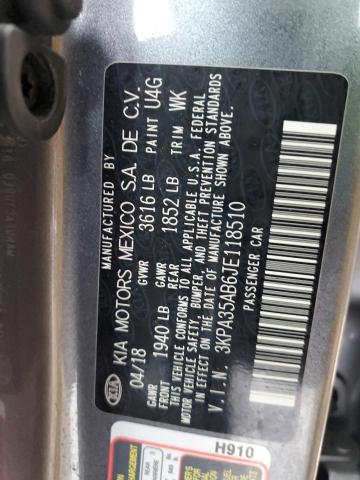 MANUFACTURED BY
KIA MOTORS MEXICO S.A. DE C.V.
KIA
04/18 GVWR 3616 LB PAINT U4G
GAWR FRONT 1940 LB GAWR REAR 1852 LB TRIM WK
THIS VEHICLE CONFORMS TO ALL APPLICABLE U.S.A. FEDERAL
MOTOR VEHICLE SAFETY, BUMPER, AND THEFT PREVENTION STANDARDS
IN EFFECT ON THE DATE OF MANUFACTURE SHOWN ABOVE.
V.I.N. 3KPA35AB6JE118510
PASSENGER CAR
H910
REAR